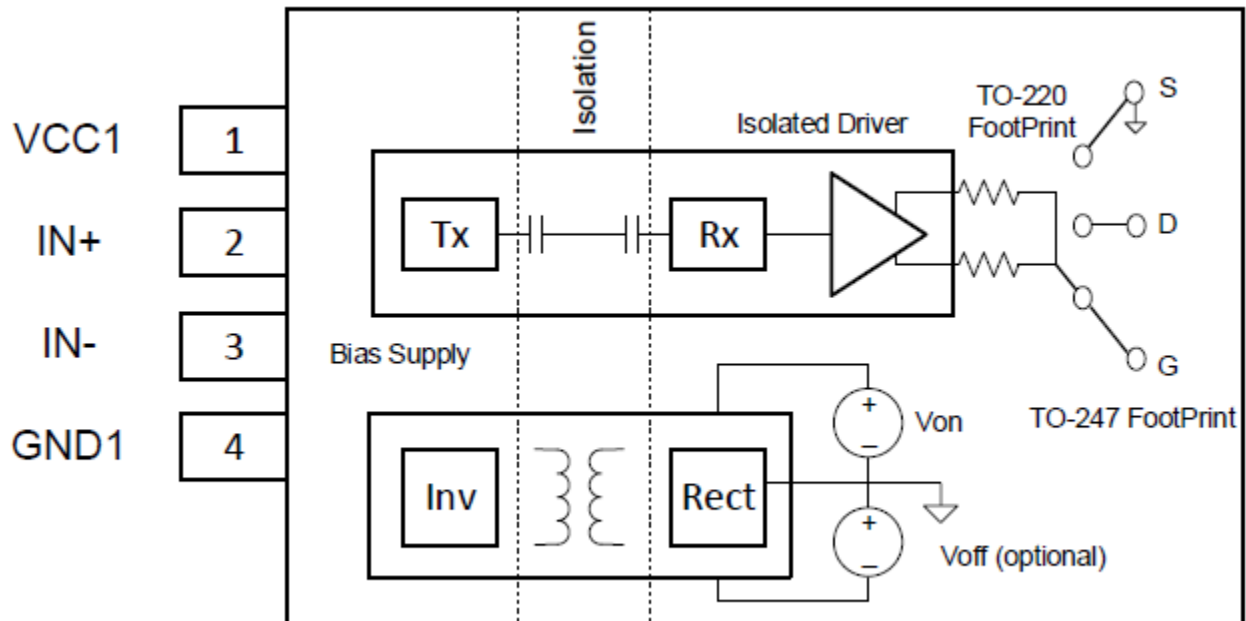 VCC1
1
IN+
2
IN-
3
GND1
4
Isolation
Isolated Driver
TO-220
FootPrint
S
D
G
TO-247 FootPrint
Tx
Rx
Bias Supply
Inv
Rect
+
−
Von
+
−
Voff (optional)